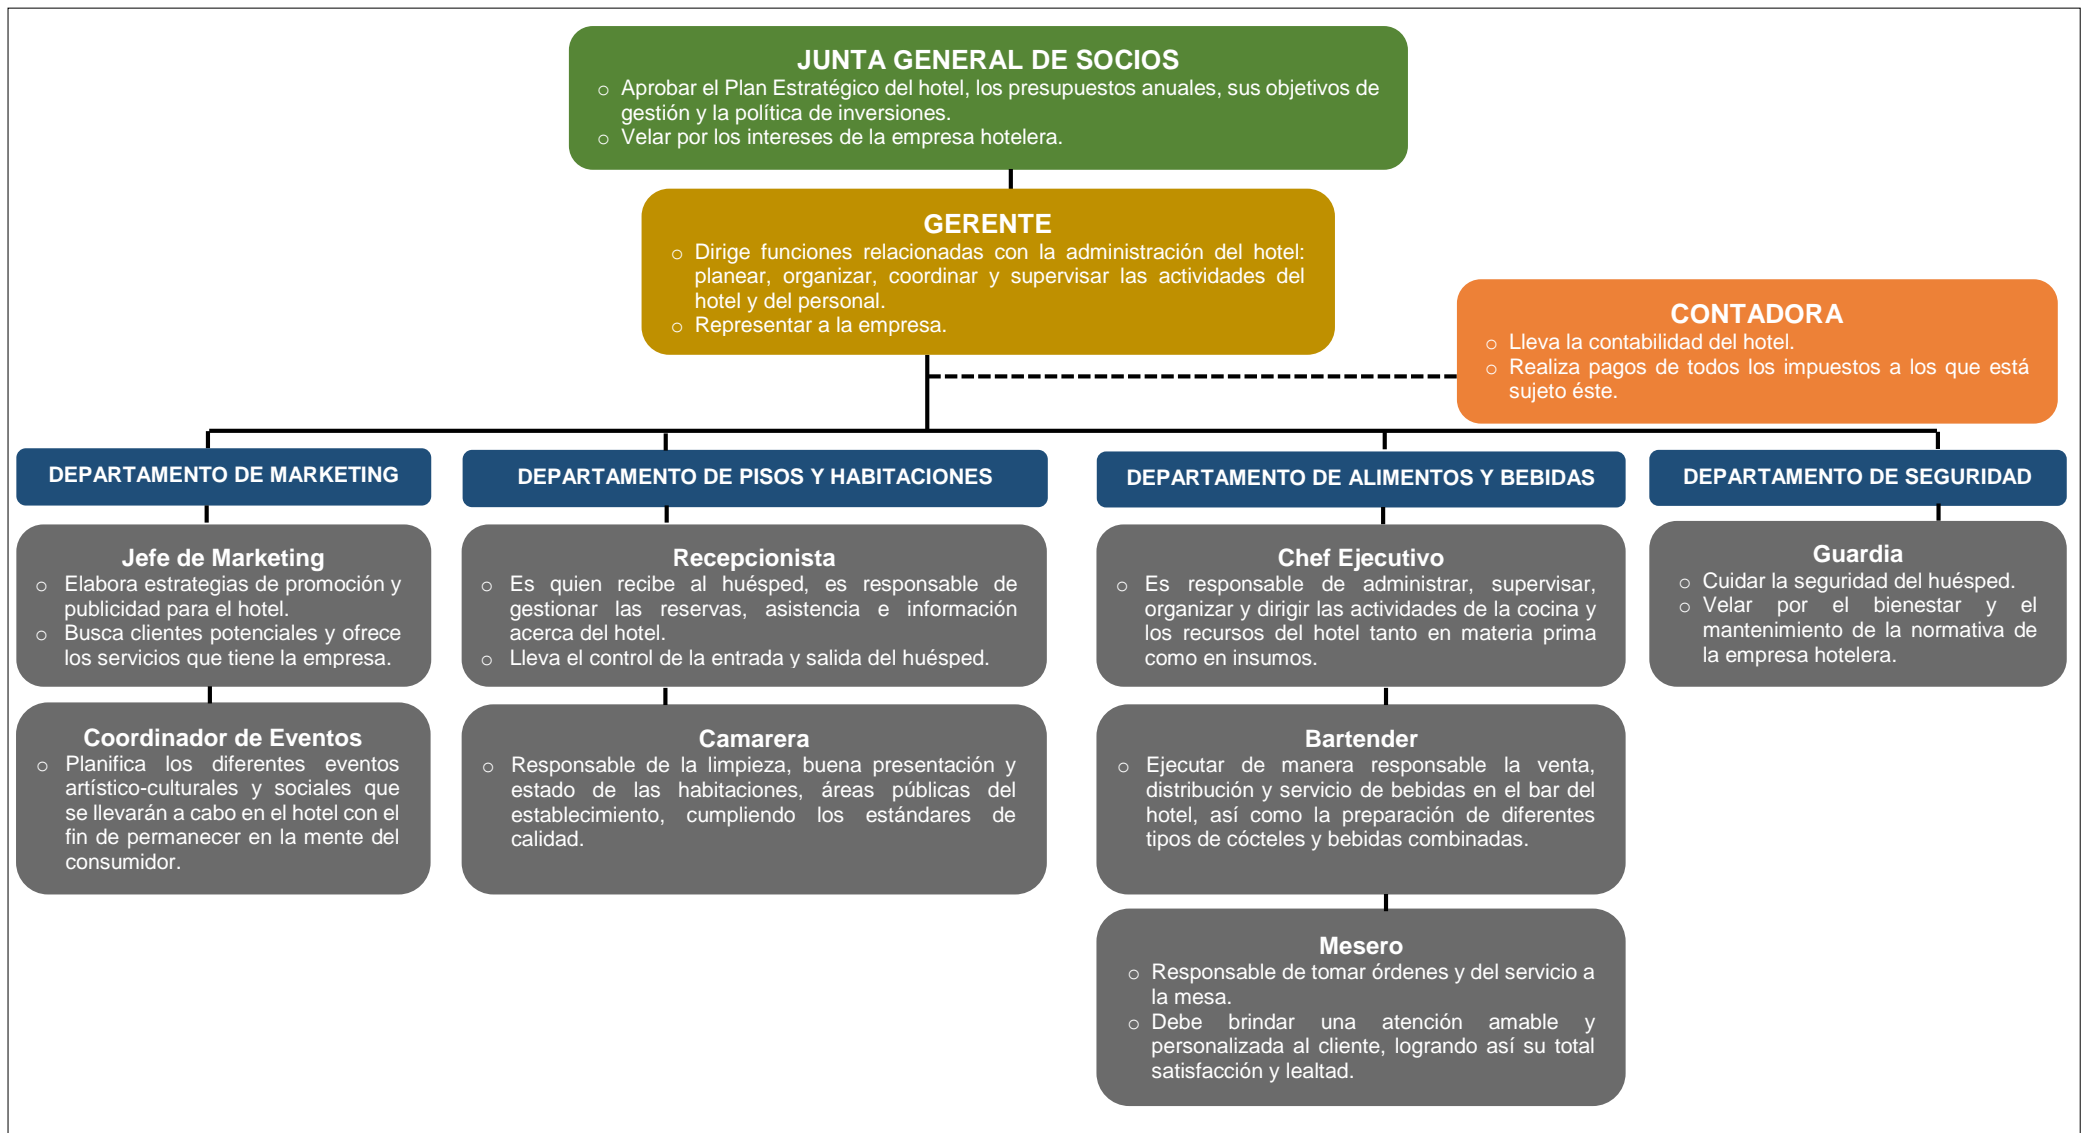 JUNTA GENERAL DE SOCIOS
o Aprobar el Plan Estratégico del hotel, los presupuestos anuales, sus objetivos de
gestión y la política de inversiones.
o Velar por los intereses de la empresa hotelera.
GERENTE
o Dirige funciones relacionadas con la administración del hotel:
planear, organizar, coordinar y supervisar las actividades del
hotel y del personal.
o Representar a la empresa.
CONTADORA
o Lleva la contabilidad del hotel.
o Realiza pagos de todos los impuestos a los que está
sujeto éste.
DEPARTAMENTO DE MARKETING
Jefe de Marketing
o Elabora estrategias de promoción y
publicidad para el hotel.
o Busca clientes potenciales y ofrece
los servicios que tiene la empresa.
Coordinador de Eventos
o Planifica los diferentes eventos
artístico-culturales y sociales que
se llevarán a cabo en el hotel con el
fin de permanecer en la mente del
consumidor.
DEPARTAMENTO DE PISOS Y HABITACIONES
Recepcionista
o Es quien recibe al huésped, es responsable de
gestionar las reservas, asistencia e información
acerca del hotel.
o Lleva el control de la entrada y salida del huésped.
Camarera
o Responsable de la limpieza, buena presentación y
estado de las habitaciones, áreas públicas del
establecimiento, cumpliendo los estándares de
calidad.
DEPARTAMENTO DE ALIMENTOS Y BEBIDAS
Chef Ejecutivo
o Es responsable de administrar, supervisar,
organizar y dirigir las actividades de la cocina y
los recursos del hotel tanto en materia prima
como en insumos.
Bartender
o Ejecutar de manera responsable la venta,
distribución y servicio de bebidas en el bar del
hotel, así como la preparación de diferentes
tipos de cócteles y bebidas combinadas.
Mesero
o Responsable de tomar órdenes y del servicio a
la mesa.
o Debe brindar una atención amable y
personalizada al cliente, logrando así su total
satisfacción y lealtad.
DEPARTAMENTO DE SEGURIDAD
Guardia
o Cuidar la seguridad del huésped.
o Velar por el bienestar y el
mantenimiento de la normativa de
la empresa hotelera.